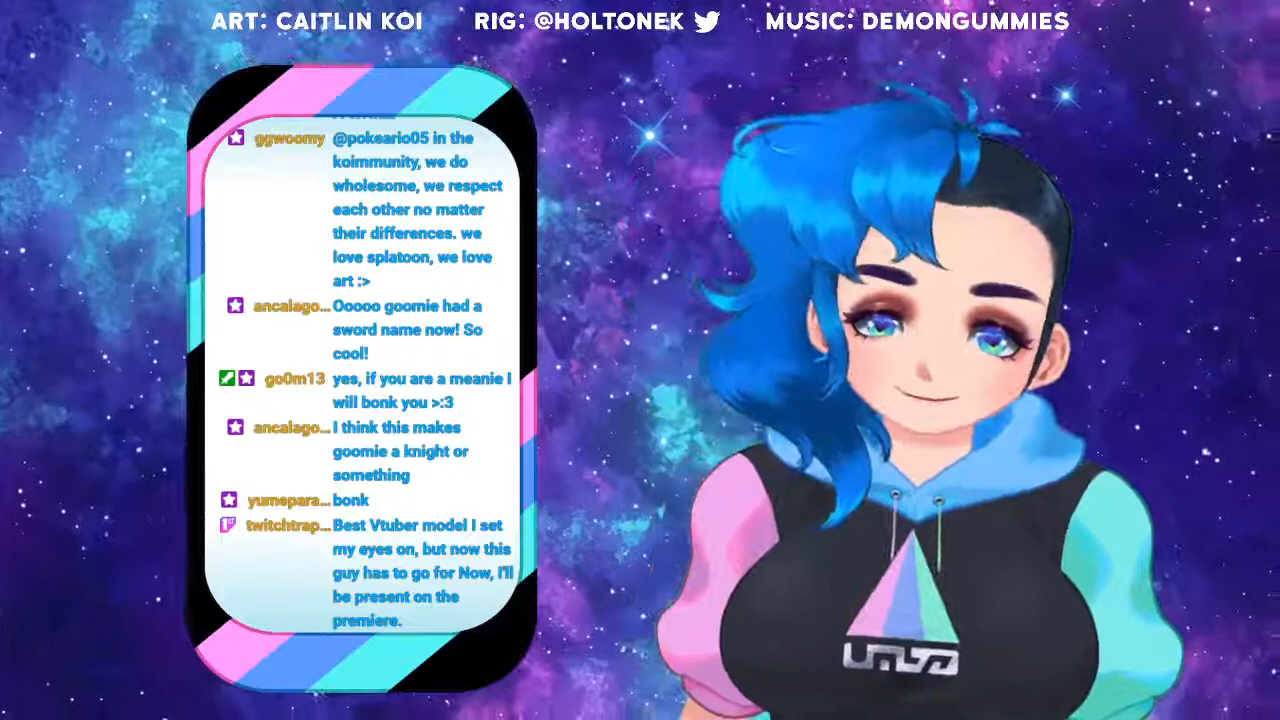 ART: CAITLIN KOI RIG: @HOLTONEK MUSIC: DEMONGUMMIES
ggwoomy @pokeario05 in the
koimmunity, we do
wholesome, we respect
each other no matter
their differences. we
love splatoon, we love
art :>
ancalago... Ooooo goomie had a
sword name now! So
cool!
go0m13 yes, if you are a meanie I
will bonk you >:3
ancalago... I think this makes
goomie a knight or
something
yumepara... bonk
twitchtrap... Best Vtuber model I set
my eyes on, but now this
guy has to go for Now, I'll
be present on the
premiere.